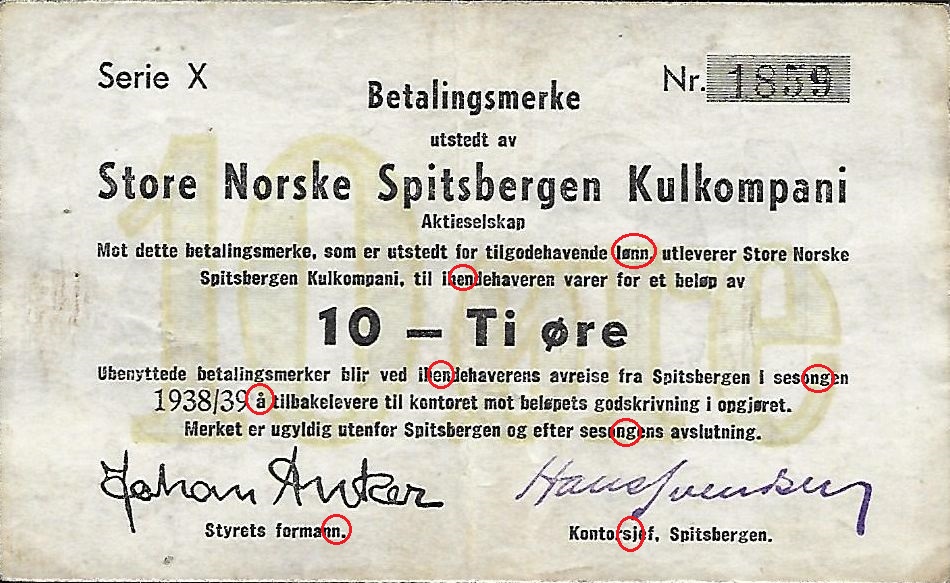 Serie X
Nr. 1859
Betalingsmerke
utstedt av
Store Norske Spitsbergen Kulkompani
Aktieselskap
Mot dette betalingsmerke, som er utstedt for tilgodehavende lønn, utleverer Store Norske
Spitsbergen Kulkompani, til ihendehaveren varer for et beløp av
10 — Ti øre
Ubenyttede betalingsmerker blir ved ihendehaverens avreise fra Spitsbergen i sesongen
1938/39 å tilbakelevere til kontoret mot beløpets godskrivning i opgjøret.
Merket er ugyldig utenfor Spitsbergen og efter sesongens avslutning.
Johan Anker Hans
Styrets formann. Kontorsjef, Spitsbergen.
10 øre